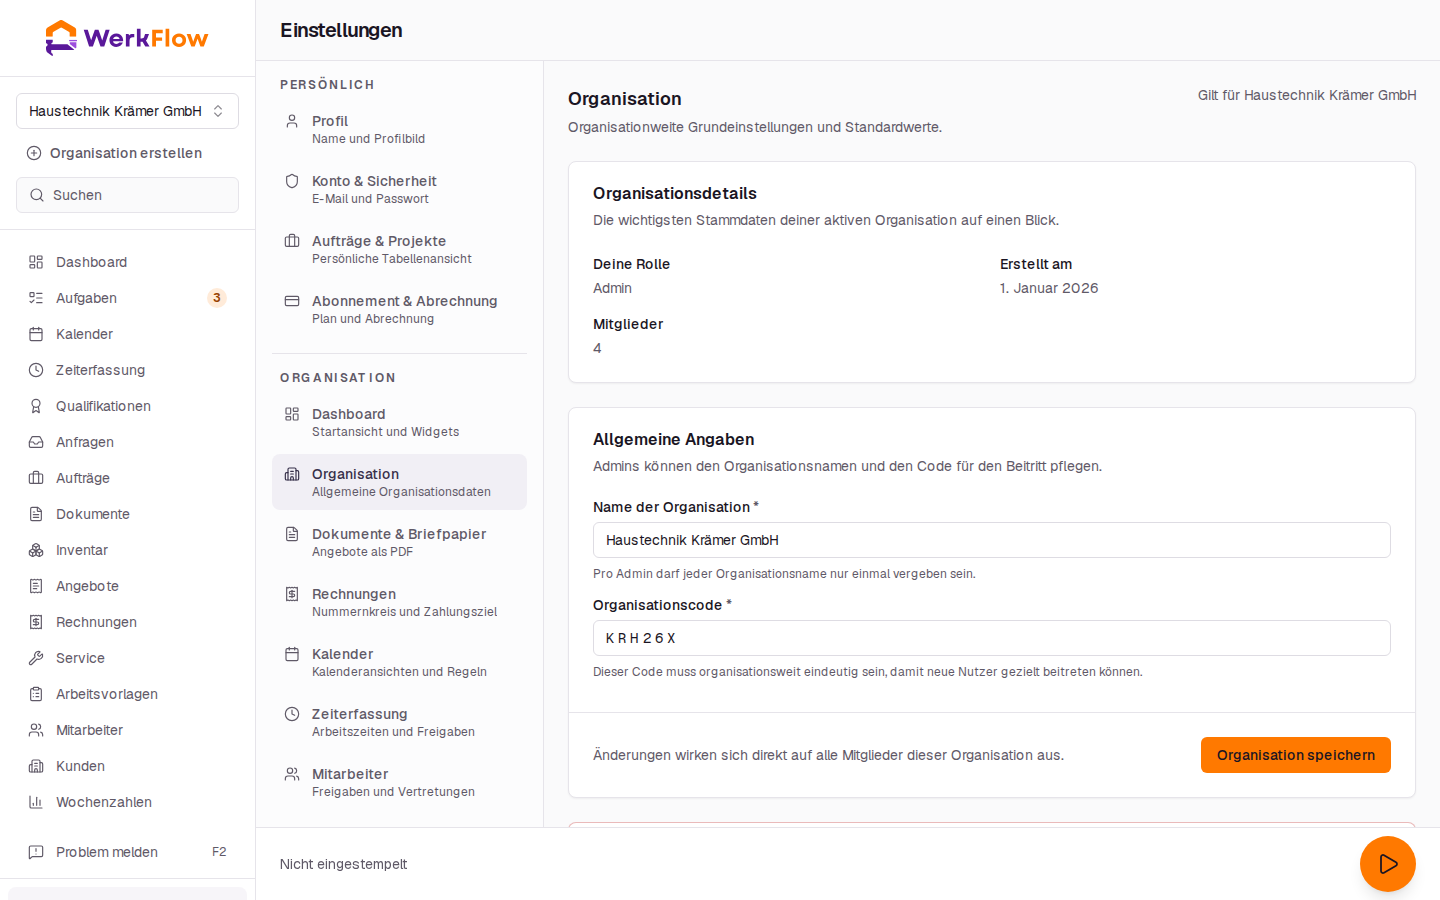 WerkFlow
Haustechnik Krämer GmbH
Organisation erstellen
Suchen
Dashboard
Aufgaben 3
Kalender
Zeiterfassung
Qualifikationen
Anfragen
Aufträge
Dokumente
Inventar
Angebote
Rechnungen
Service
Arbeitsvorlagen
Mitarbeiter
Kunden
Wochenzahlen
Problem melden F2
Einstellungen
PERSÖNLICH
Profil
Name und Profilbild
Konto & Sicherheit
E-Mail und Passwort
Aufträge & Projekte
Persönliche Tabellenansicht
Abonnement & Abrechnung
Plan und Abrechnung
ORGANISATION
Dashboard
Startansicht und Widgets
Organisation
Allgemeine Organisationsdaten
Dokumente & Briefpapier
Angebote als PDF
Rechnungen
Nummernkreis und Zahlungsziel
Kalender
Kalenderansichten und Regeln
Zeiterfassung
Arbeitszeiten und Freigaben
Mitarbeiter
Freigaben und Vertretungen
Organisation
Gilt für Haustechnik Krämer GmbH
Organisationweite Grundeinstellungen und Standardwerte.
Organisationsdetails
Die wichtigsten Stammdaten deiner aktiven Organisation auf einen Blick.
Deine Rolle
Admin
Erstellt am
1. Januar 2026
Mitglieder
4
Allgemeine Angaben
Admins können den Organisationsnamen und den Code für den Beitritt pflegen.
Name der Organisation *
Haustechnik Krämer GmbH
Pro Admin darf jeder Organisationsname nur einmal vergeben sein.
Organisationscode *
KRH26X
Dieser Code muss organisationsweit eindeutig sein, damit neue Nutzer gezielt beitreten können.
Änderungen wirken sich direkt auf alle Mitglieder dieser Organisation aus.
Organisation speichern
Nicht eingestempelt